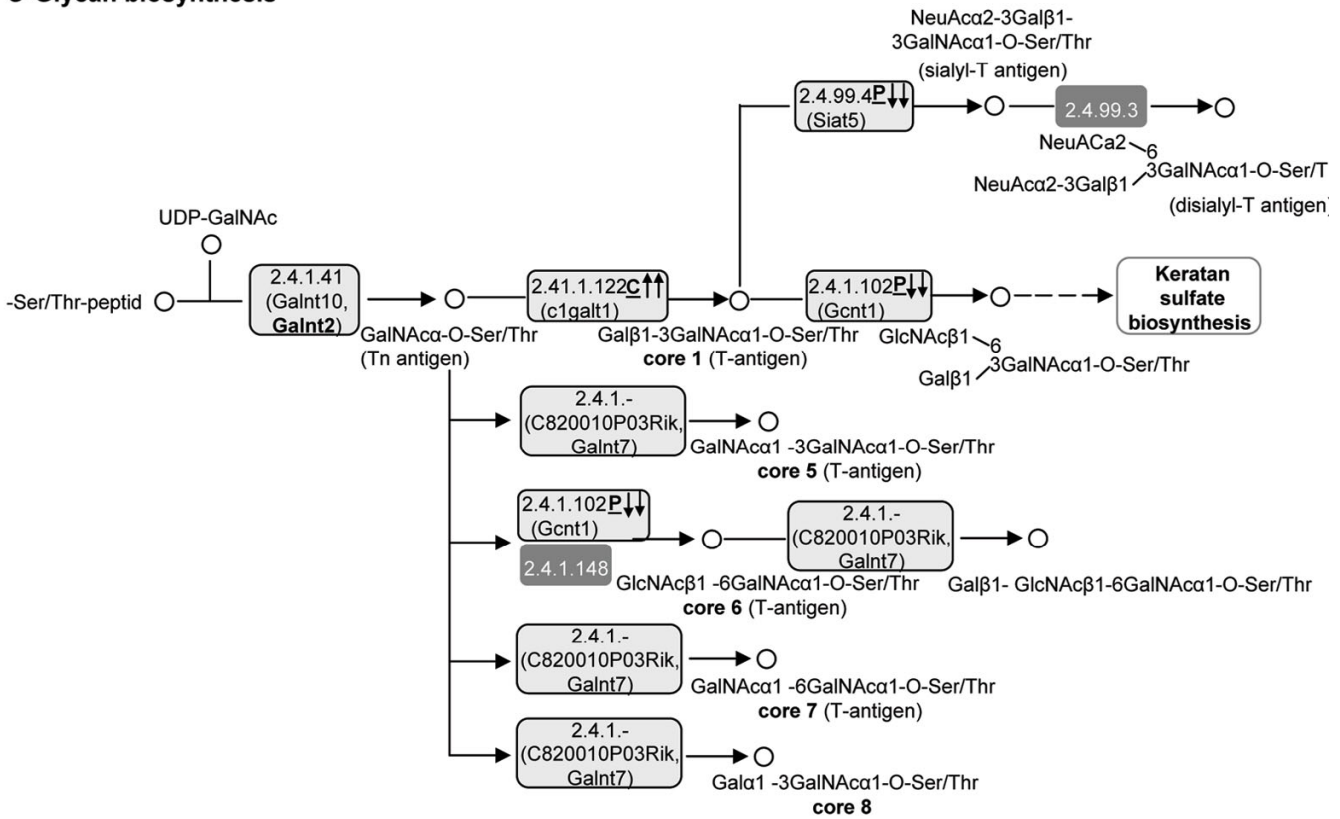 O-Glycan biosynthesis
NeuAcα2-3Galβ1-
3GalNAcα1-O-Ser/Thr
(sialyl-T antigen)
2.4.99.4P↓↓
(Siat5)
2.4.99.3
NeuACa2
6
NeuAcα2-3Galβ1
3GalNAcα1-O-Ser/T
(disialyl-T antigen)
UDP-GalNAc
-Ser/Thr-peptid
2.4.1.41
(Galnt10,
Galnt2)
GalNAcα-O-Ser/Thr
(Tn antigen)
2.41.1.122C↑↑
(c1galt1)
Galβ1-3GalNAcα1-O-Ser/Thr
core 1 (T-antigen)
2.4.1.102P↓↓
(Gcnt1)
GlcNAcβ1
6
3GalNAcα1-O-Ser/Thr
Galβ1
Keratan
sulfate
biosynthesis
2.4.1.-
(C820010P03Rik,
Galnt7)
GalNAcα1 -3GalNAcα1-O-Ser/Thr
core 5 (T-antigen)
2.4.1.102P↓↓
(Gcnt1)
2.4.1.148
GlcNAcβ1 -6GalNAcα1-O-Ser/Thr
core 6 (T-antigen)
2.4.1.-
(C820010P03Rik,
Galnt7)
Galβ1- GlcNAcβ1-6GalNAcα1-O-Ser/Thr
2.4.1.-
(C820010P03Rik,
Galnt7)
GalNAcα1 -6GalNAcα1-O-Ser/Thr
core 7 (T-antigen)
2.4.1.-
(C820010P03Rik,
Galnt7)
Galα1 -3GalNAcα1-O-Ser/Thr
core 8